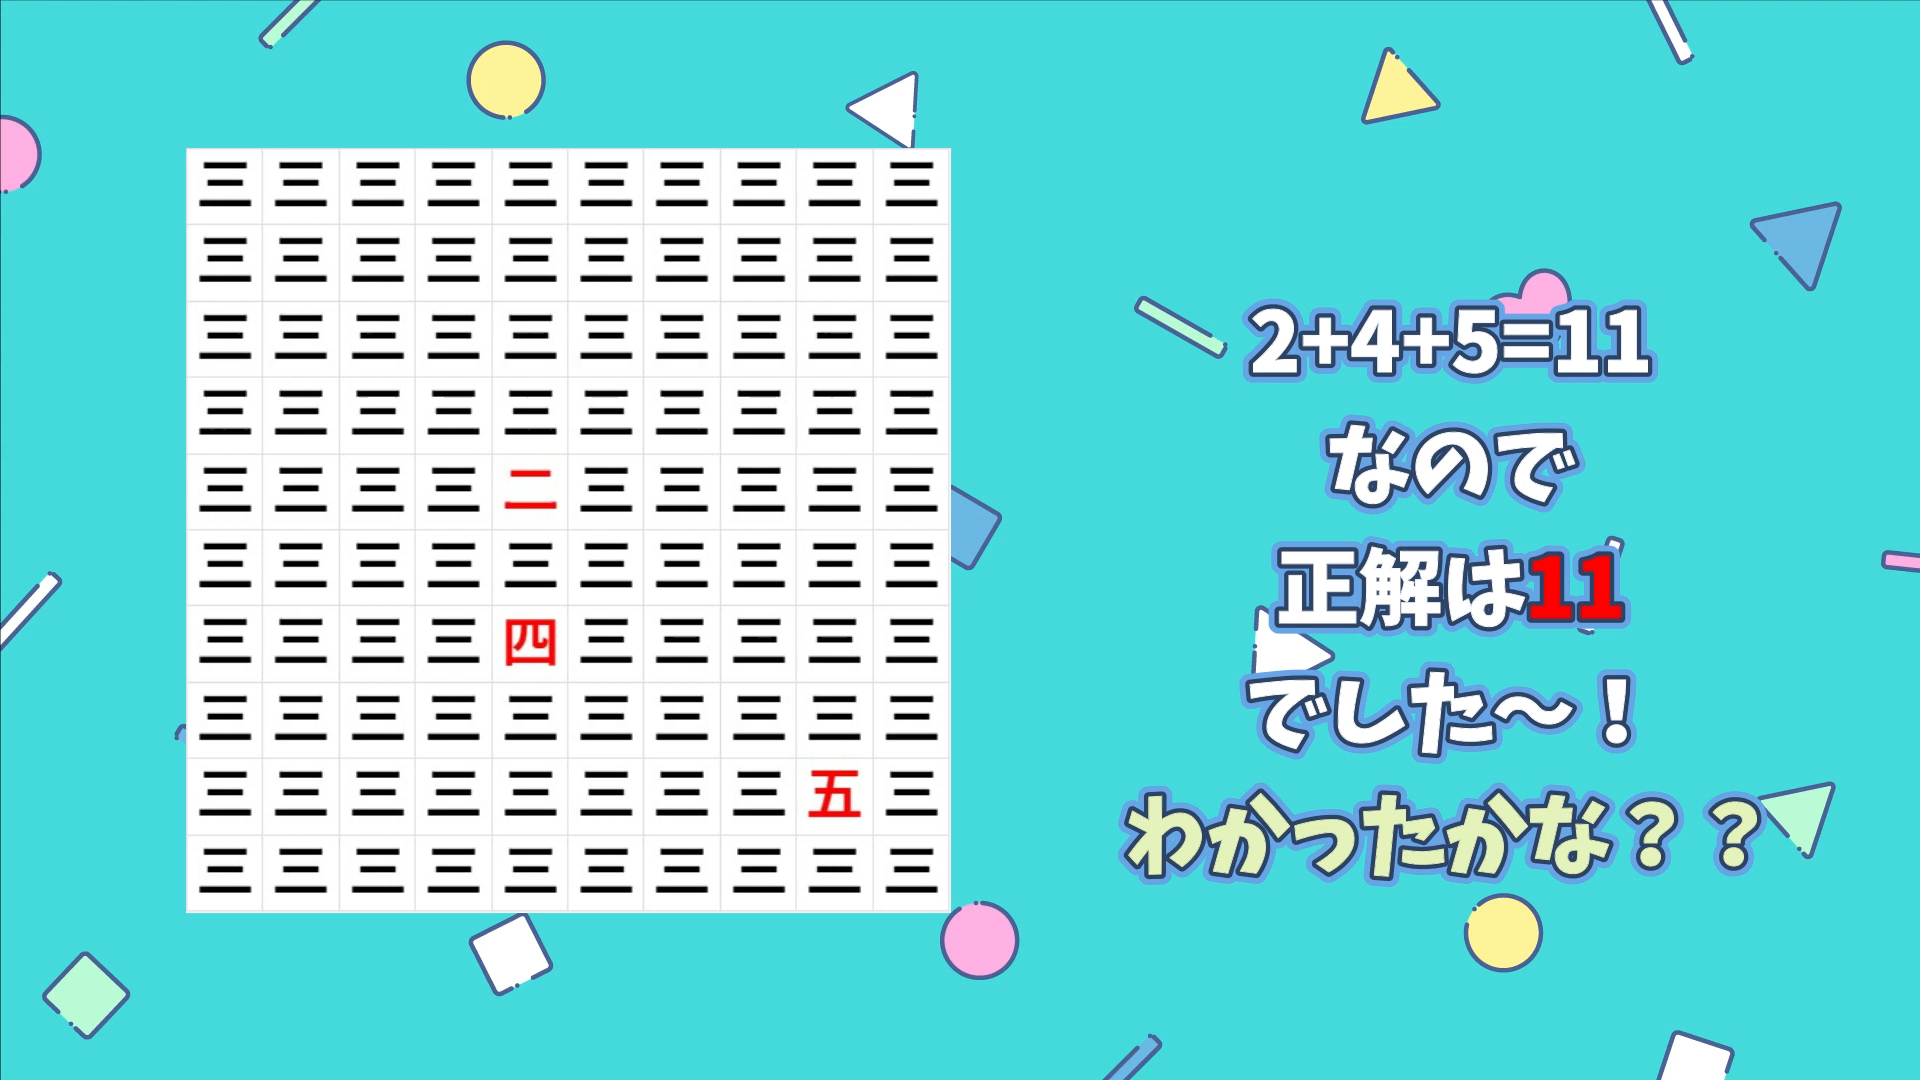 三三三三三三三三三三
三三三三三三三三三三
三三三三三三三三三三
三三三三三三三三三三
三三三三二三三三三三
三三三三三三三三三三
三三三三四三三三三三
三三三三三三三三三三
三三三三三三三三五三
三三三三三三三三三三
2+4+5=11
なので
正解は11
でした～！
わかったかな？？